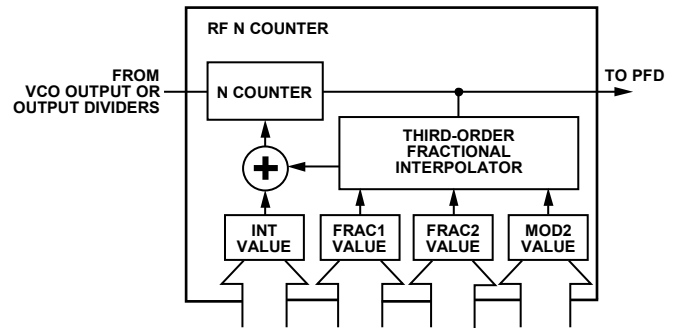 RF N COUNTER
FROM
VCO OUTPUT OR
OUTPUT DIVIDERS
N COUNTER
TO PFD
THIRD-ORDER
FRACTIONAL
INTERPOLATOR
+
INT
VALUE
FRAC1
VALUE
FRAC2
VALUE
MOD2
VALUE